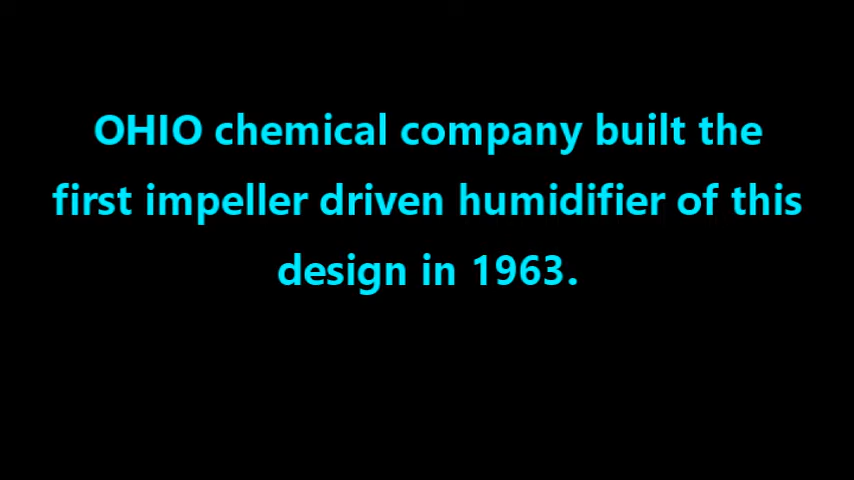 OHIO chemical company built the
first impeller driven humidifier of this
design in 1963.